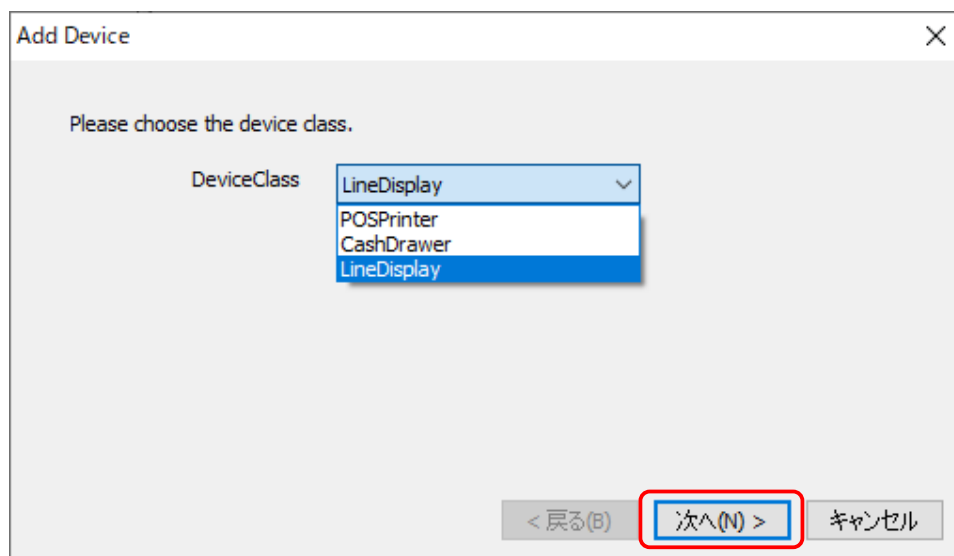 Add Device
Please choose the device class.
DeviceClass
LineDisplay
POSPrinter
CashDrawer
LineDisplay
< 戻る(B)
次へ(N) >
キャンセル